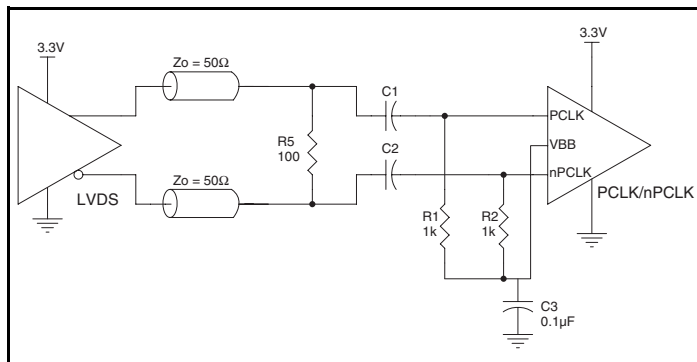 3.3V
3.3V
Zo = 50Ω
C1
PCLK
R5
100
VBB
C2
nPCLK
Zo = 50Ω
PCLK/nPCLK
LVDS
R1
1k
R2
1k
C3
0.1µF